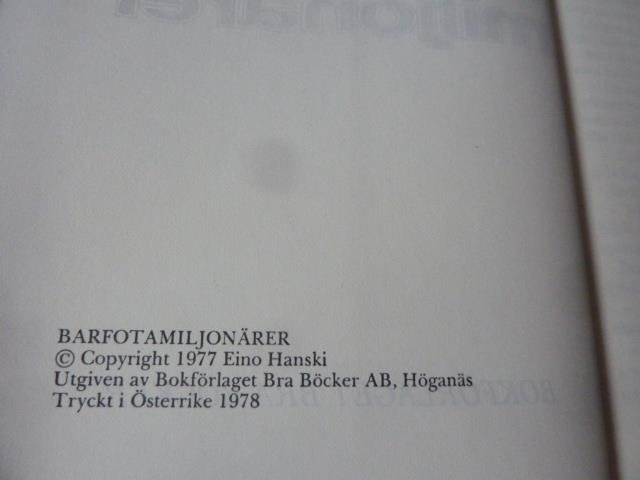 BARFOTAMILJONÄRER
© Copyright 1977 Eino Hanski
Utgiven av Bokförlaget Bra Böcker AB, Höganäs
Tryckt i Österrike 1978